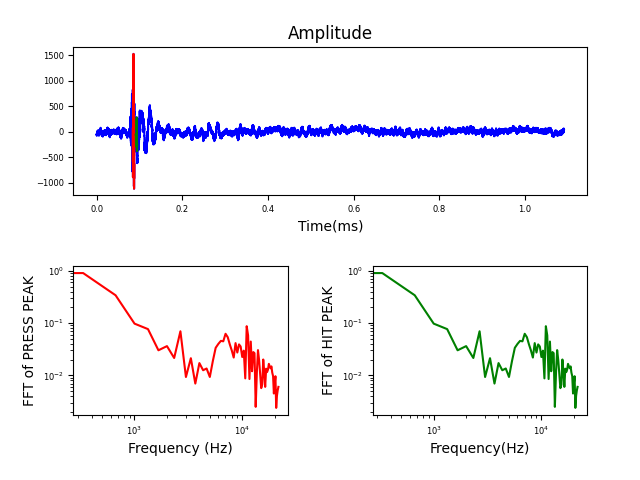 Amplitude
1500
1000
500
0
−500
−1000
0.0 0.2 0.4 0.6 0.8 1.0
Time(ms)
FFT of PRESS PEAK
10⁰
10⁻¹
10⁻²
10³ 10⁴
Frequency (Hz)
FFT of HIT PEAK
10⁰
10⁻¹
10⁻²
10³ 10⁴
Frequency(Hz)